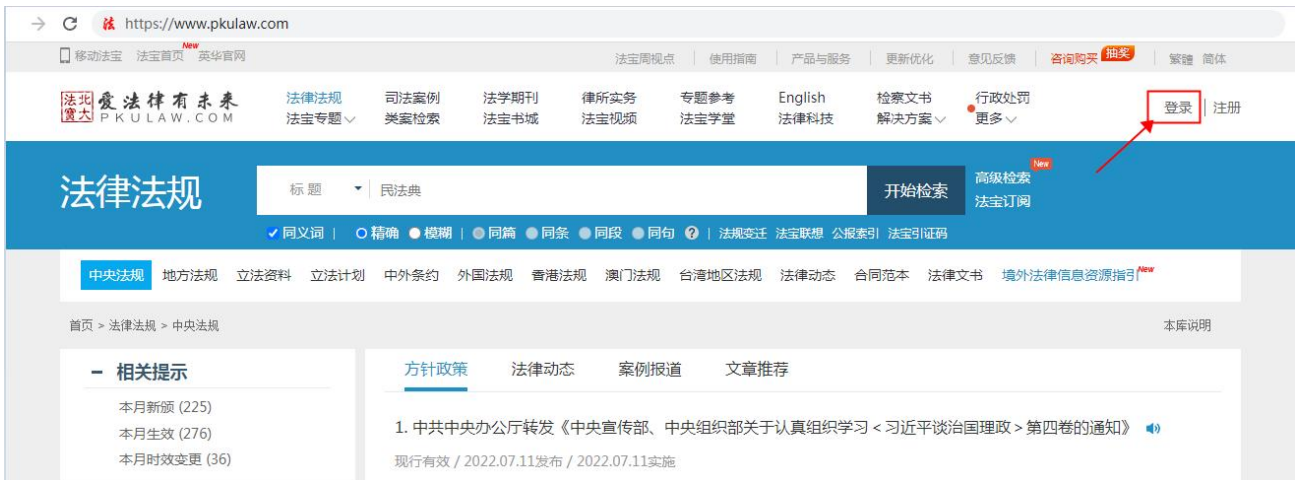 https://www.pkulaw.com
移动法宝 法宝首页 New 英华官网 法宝周视点 使用指南 产品与服务 更新优化 意见反馈 咨询购买 抽奖 繁體 简体
北大法宝 爱法律有未来 PKULAW.COM
法律法规 司法案例 法学期刊 律所实务 专题参考 English 检察文书 行政处罚
法宝专题 类案检索 法宝书城 法宝视频 法宝学堂 法律科技 解决方案 更多
登录 | 注册
法律法规 标题 民法典 开始检索 高级检索 New
法宝订阅
同义词 | 精确 模糊 | 同篇 同条 同段 同句 ? | 法规变迁 法宝联想 公报索引 法宝引证码
中央法规 地方法规 立法资料 立法计划 中外条约 外国法规 香港法规 澳门法规 台湾地区法规 法律动态 合同范本 法律文书 境外法律信息资源指引 New
首页 > 法律法规 > 中央法规 本库说明
相关提示
本月新颁 (225)
本月生效 (276)
本月时效变更 (36)
方针政策 法律动态 案例报道 文章推荐
1. 中共中央办公厅转发《中央宣传部、中央组织部关于认真组织学习＜习近平谈治国理政＞第四卷的通知》
现行有效 / 2022.07.11发布 / 2022.07.11实施